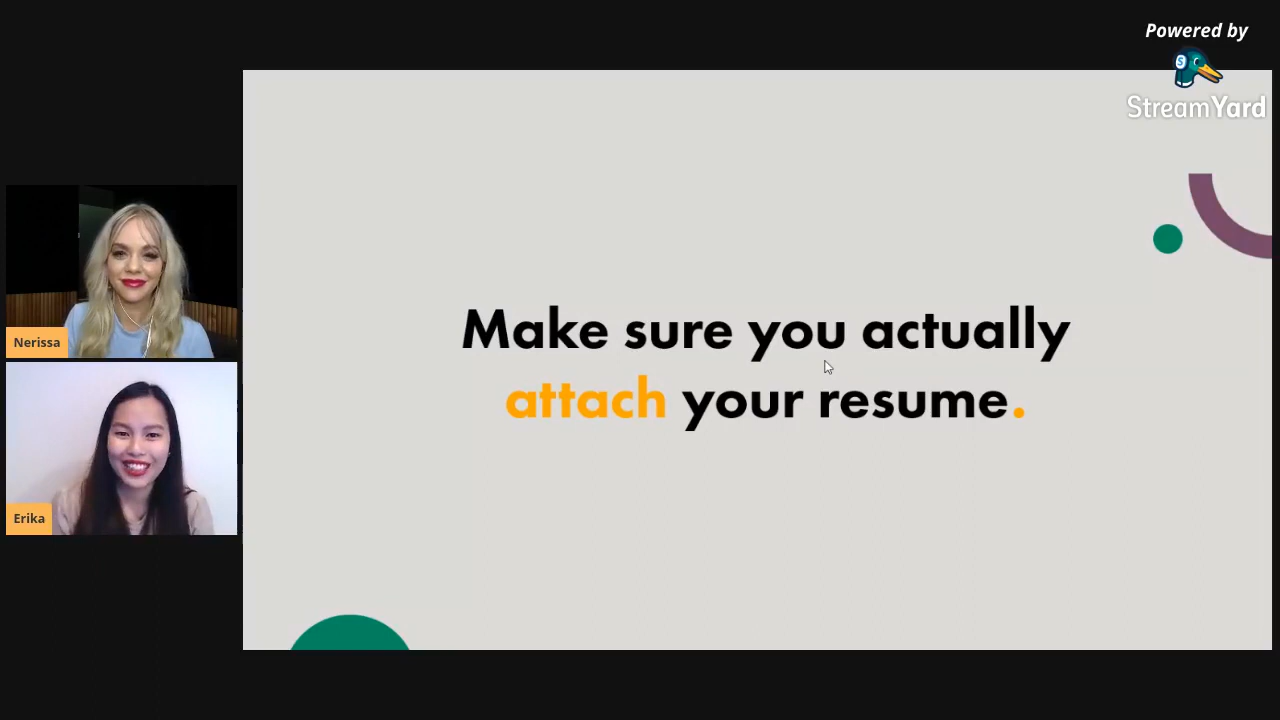 Powered by
StreamYard
Nerissa
Erika
Make sure you actually
attach your resume.